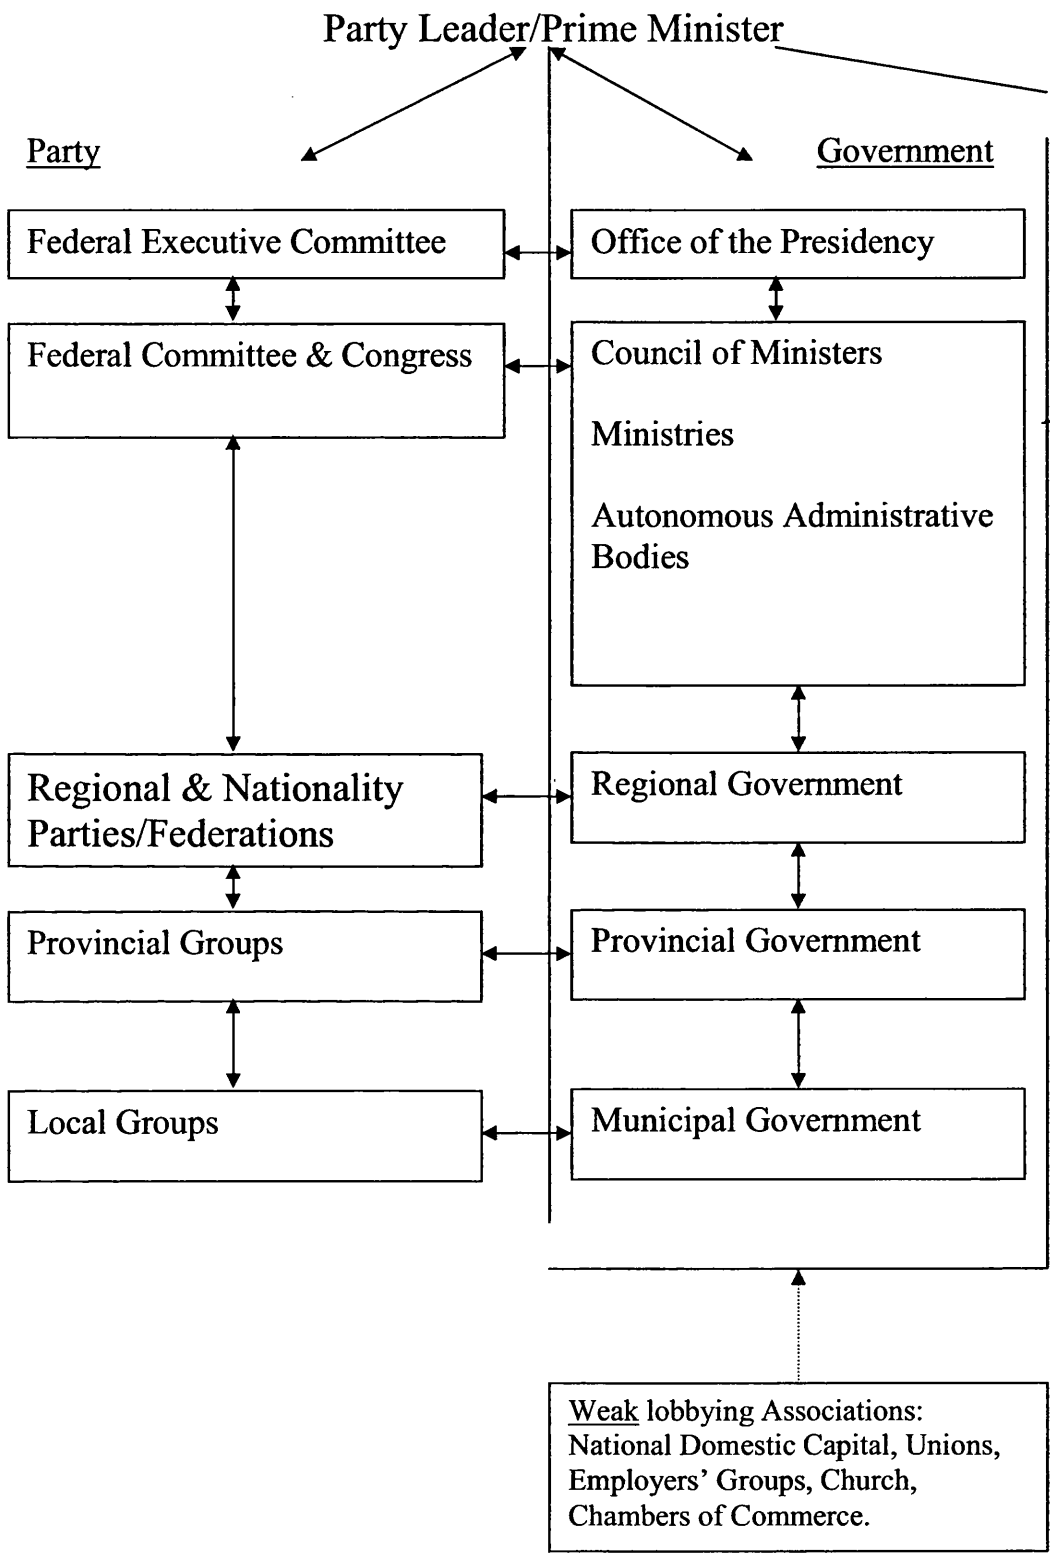 Party Leader/Prime Minister
Party
Government
Federal Executive Committee
Office of the Presidency
Federal Committee & Congress
Council of Ministers
Ministries
Autonomous Administrative
Bodies
Regional & Nationality
Parties/Federations
Regional Government
Provincial Groups
Provincial Government
Local Groups
Municipal Government
Weak lobbying Associations:
National Domestic Capital, Unions,
Employers' Groups, Church,
Chambers of Commerce.